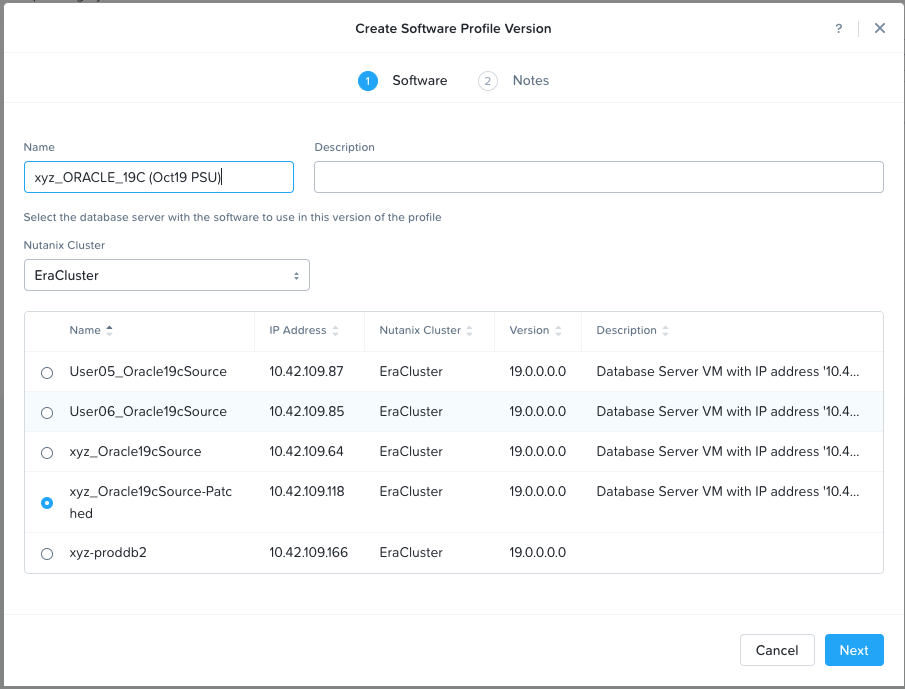 Create Software Profile Version
?
1 Software 2 Notes
Name Description
xyz_ORACLE_19C (Oct19 PSU)
Select the database server with the software to use in this version of the profile
Nutanix Cluster
EraCluster
Name IP Address Nutanix Cluster Version Description
User05_Oracle19cSource 10.42.109.87 EraCluster 19.0.0.0.0 Database Server VM with IP address '10.4...
User06_Oracle19cSource 10.42.109.85 EraCluster 19.0.0.0.0 Database Server VM with IP address '10.4...
xyz_Oracle19cSource 10.42.109.64 EraCluster 19.0.0.0.0 Database Server VM with IP address '10.4...
xyz_Oracle19cSource-Patc 10.42.109.118 EraCluster 19.0.0.0.0 Database Server VM with IP address '10.4...
hed
xyz-proddb2 10.42.109.166 EraCluster 19.0.0.0.0
Cancel Next